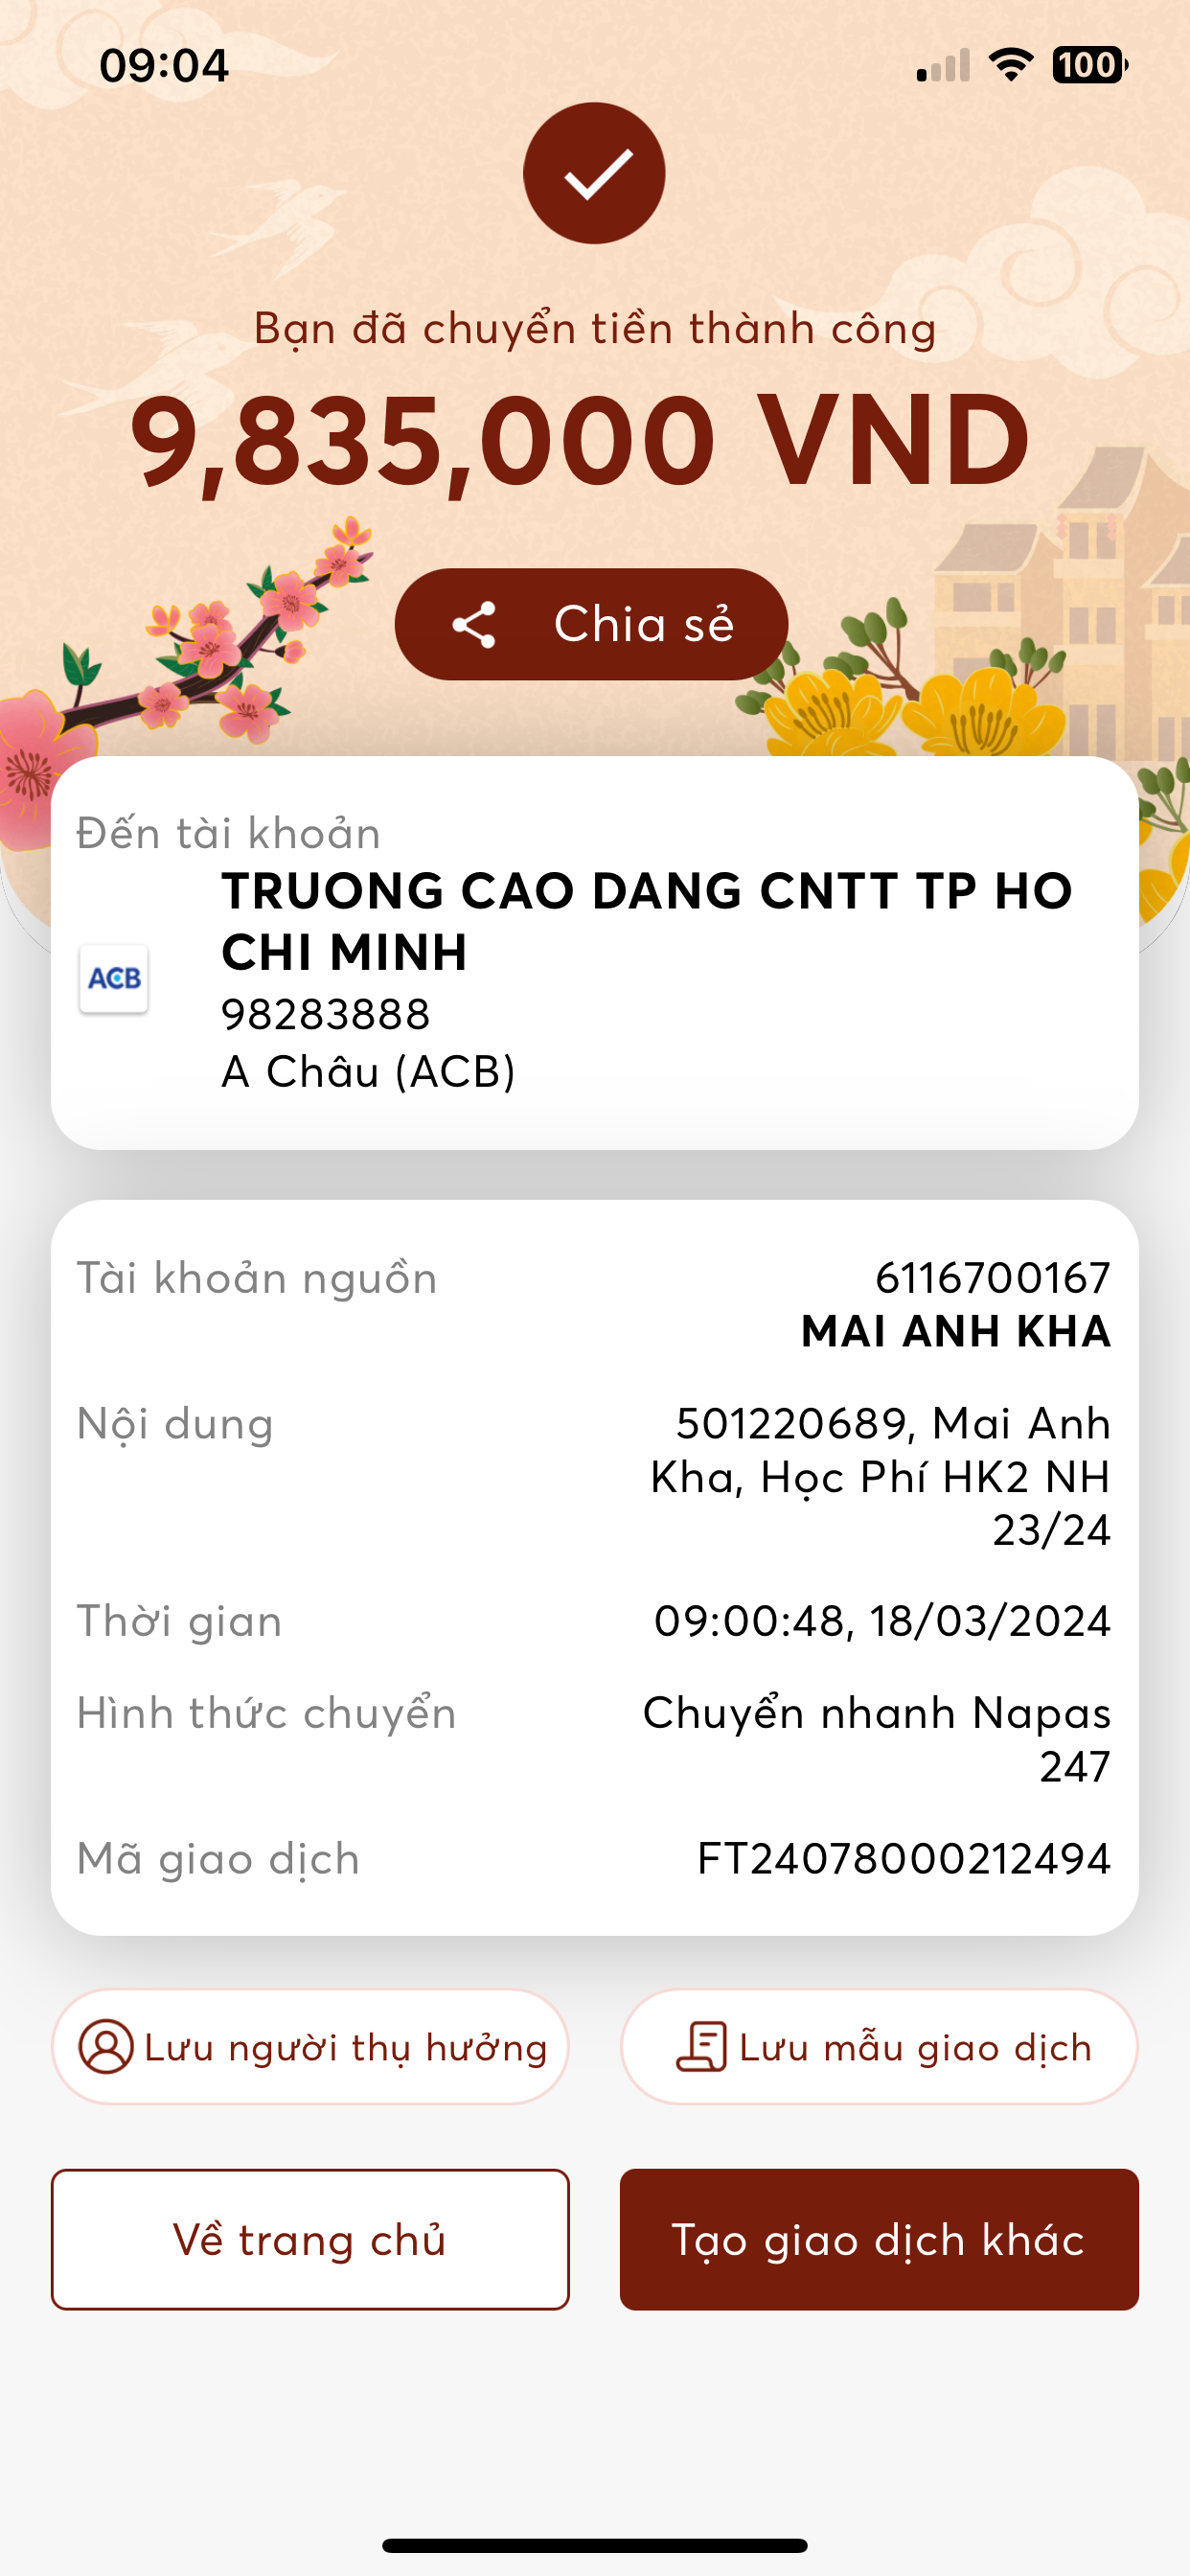 09:04
100
Bạn đã chuyển tiền thành công
9,835,000 VND
Chia sẻ
Đến tài khoản
TRUONG CAO DANG CNTT TP HO
CHI MINH
ACB
98283888
A Châu (ACB)
Tài khoản nguồn
6116700167
MAI ANH KHA
Nội dung
501220689, Mai Anh
Kha, Học Phí HK2 NH
23/24
Thời gian
09:00:48, 18/03/2024
Hình thức chuyển
Chuyển nhanh Napas
247
Mã giao dịch
FT24078000212494
Lưu người thụ hưởng
Lưu mẫu giao dịch
Về trang chủ
Tạo giao dịch khác